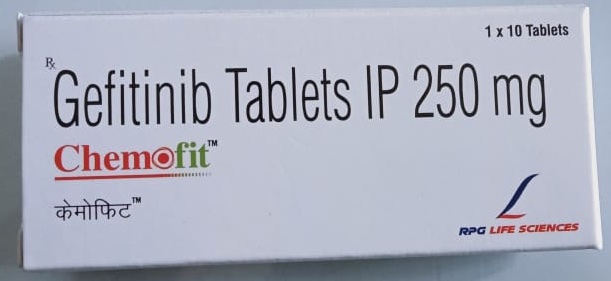 1 x 10 Tablets
Rx
Gefitinib Tablets IP 250 mg
Chemofit™
केमोफिट™
RPG LIFE SCIENCES